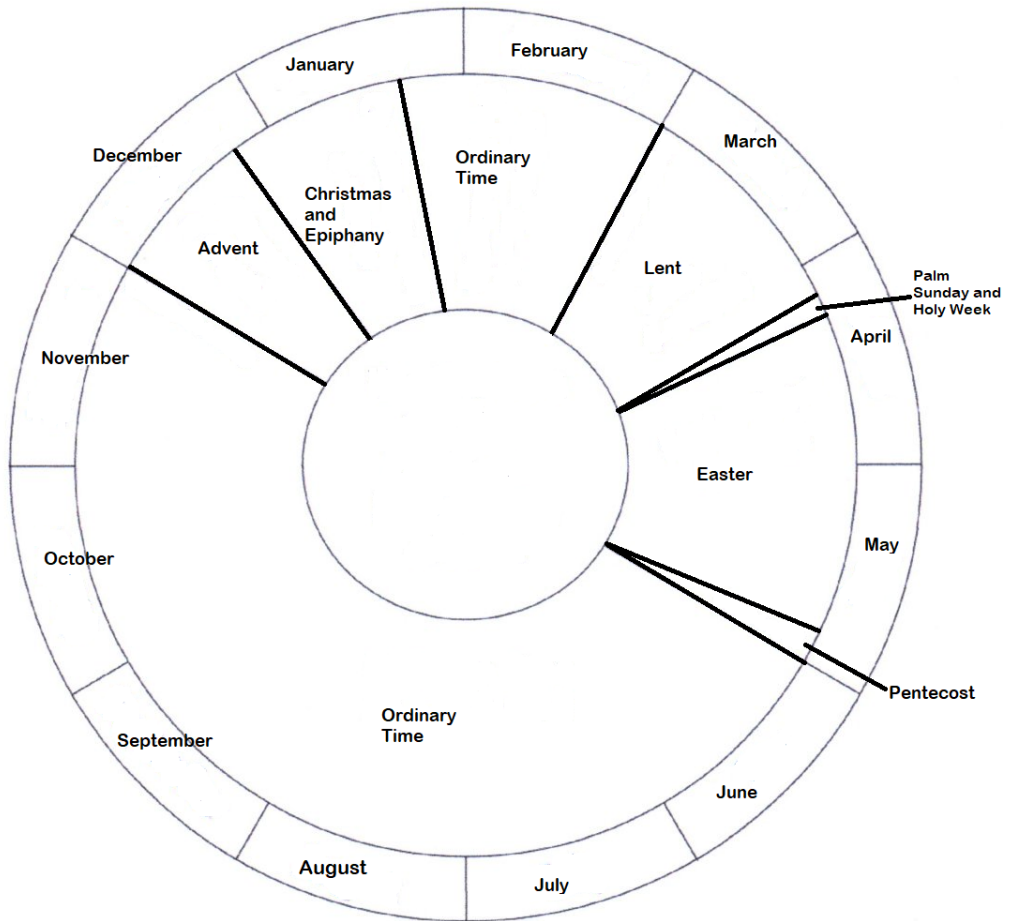 February
January
March
December
Ordinary
Time
Christmas
and
Epiphany
Advent
Lent
Palm
Sunday and
Holy Week
April
November
Easter
May
October
Pentecost
Ordinary
Time
September
June
August
July